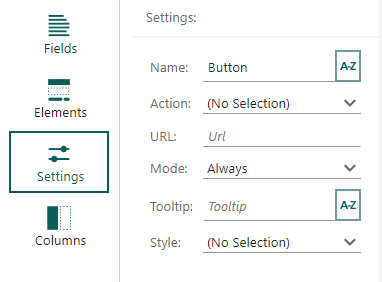 Fields
Elements
Settings
Columns
Settings:
Name: Button A-Z
Action: (No Selection)
URL: Url
Mode: Always
Tooltip: Tooltip A-Z
Style: (No Selection)